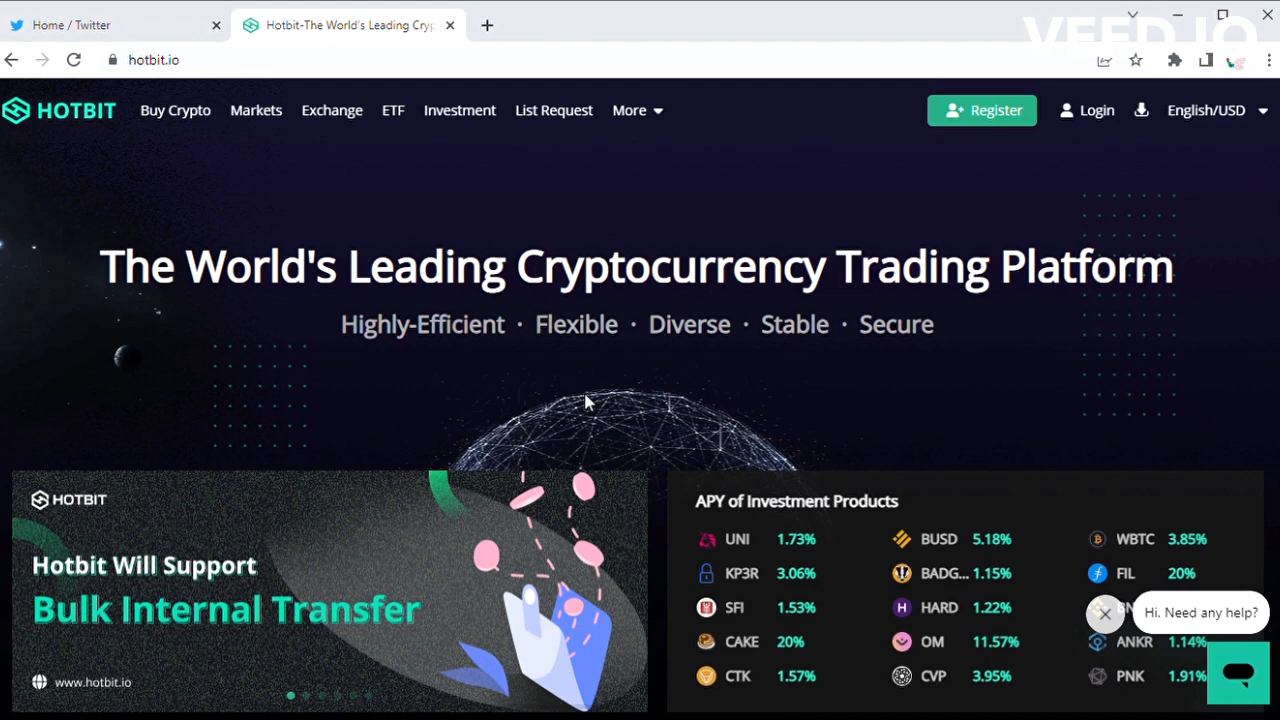 Home / Twitter
Hotbit-The World's Leading Cryp
VEED.IO
hotbit.io
HOTBIT
Buy Crypto
Markets
Exchange
ETF
Investment
List Request
More
Register
Login
English/USD
The World's Leading Cryptocurrency Trading Platform
Highly-Efficient · Flexible · Diverse · Stable · Secure
HOTBIT
Hotbit Will Support
Bulk Internal Transfer
www.hotbit.io
APY of Investment Products
UNI 1.73% BUSD 5.18% WBTC 3.85%
KP3R 3.06% BADG... 1.15% FIL 20%
SFI 1.53% HARD 1.22%
Hi. Need any help?
CAKE 20% OM 11.57% ANKR 1.14%
CTK 1.57% CVP 3.95% PNK 1.91%